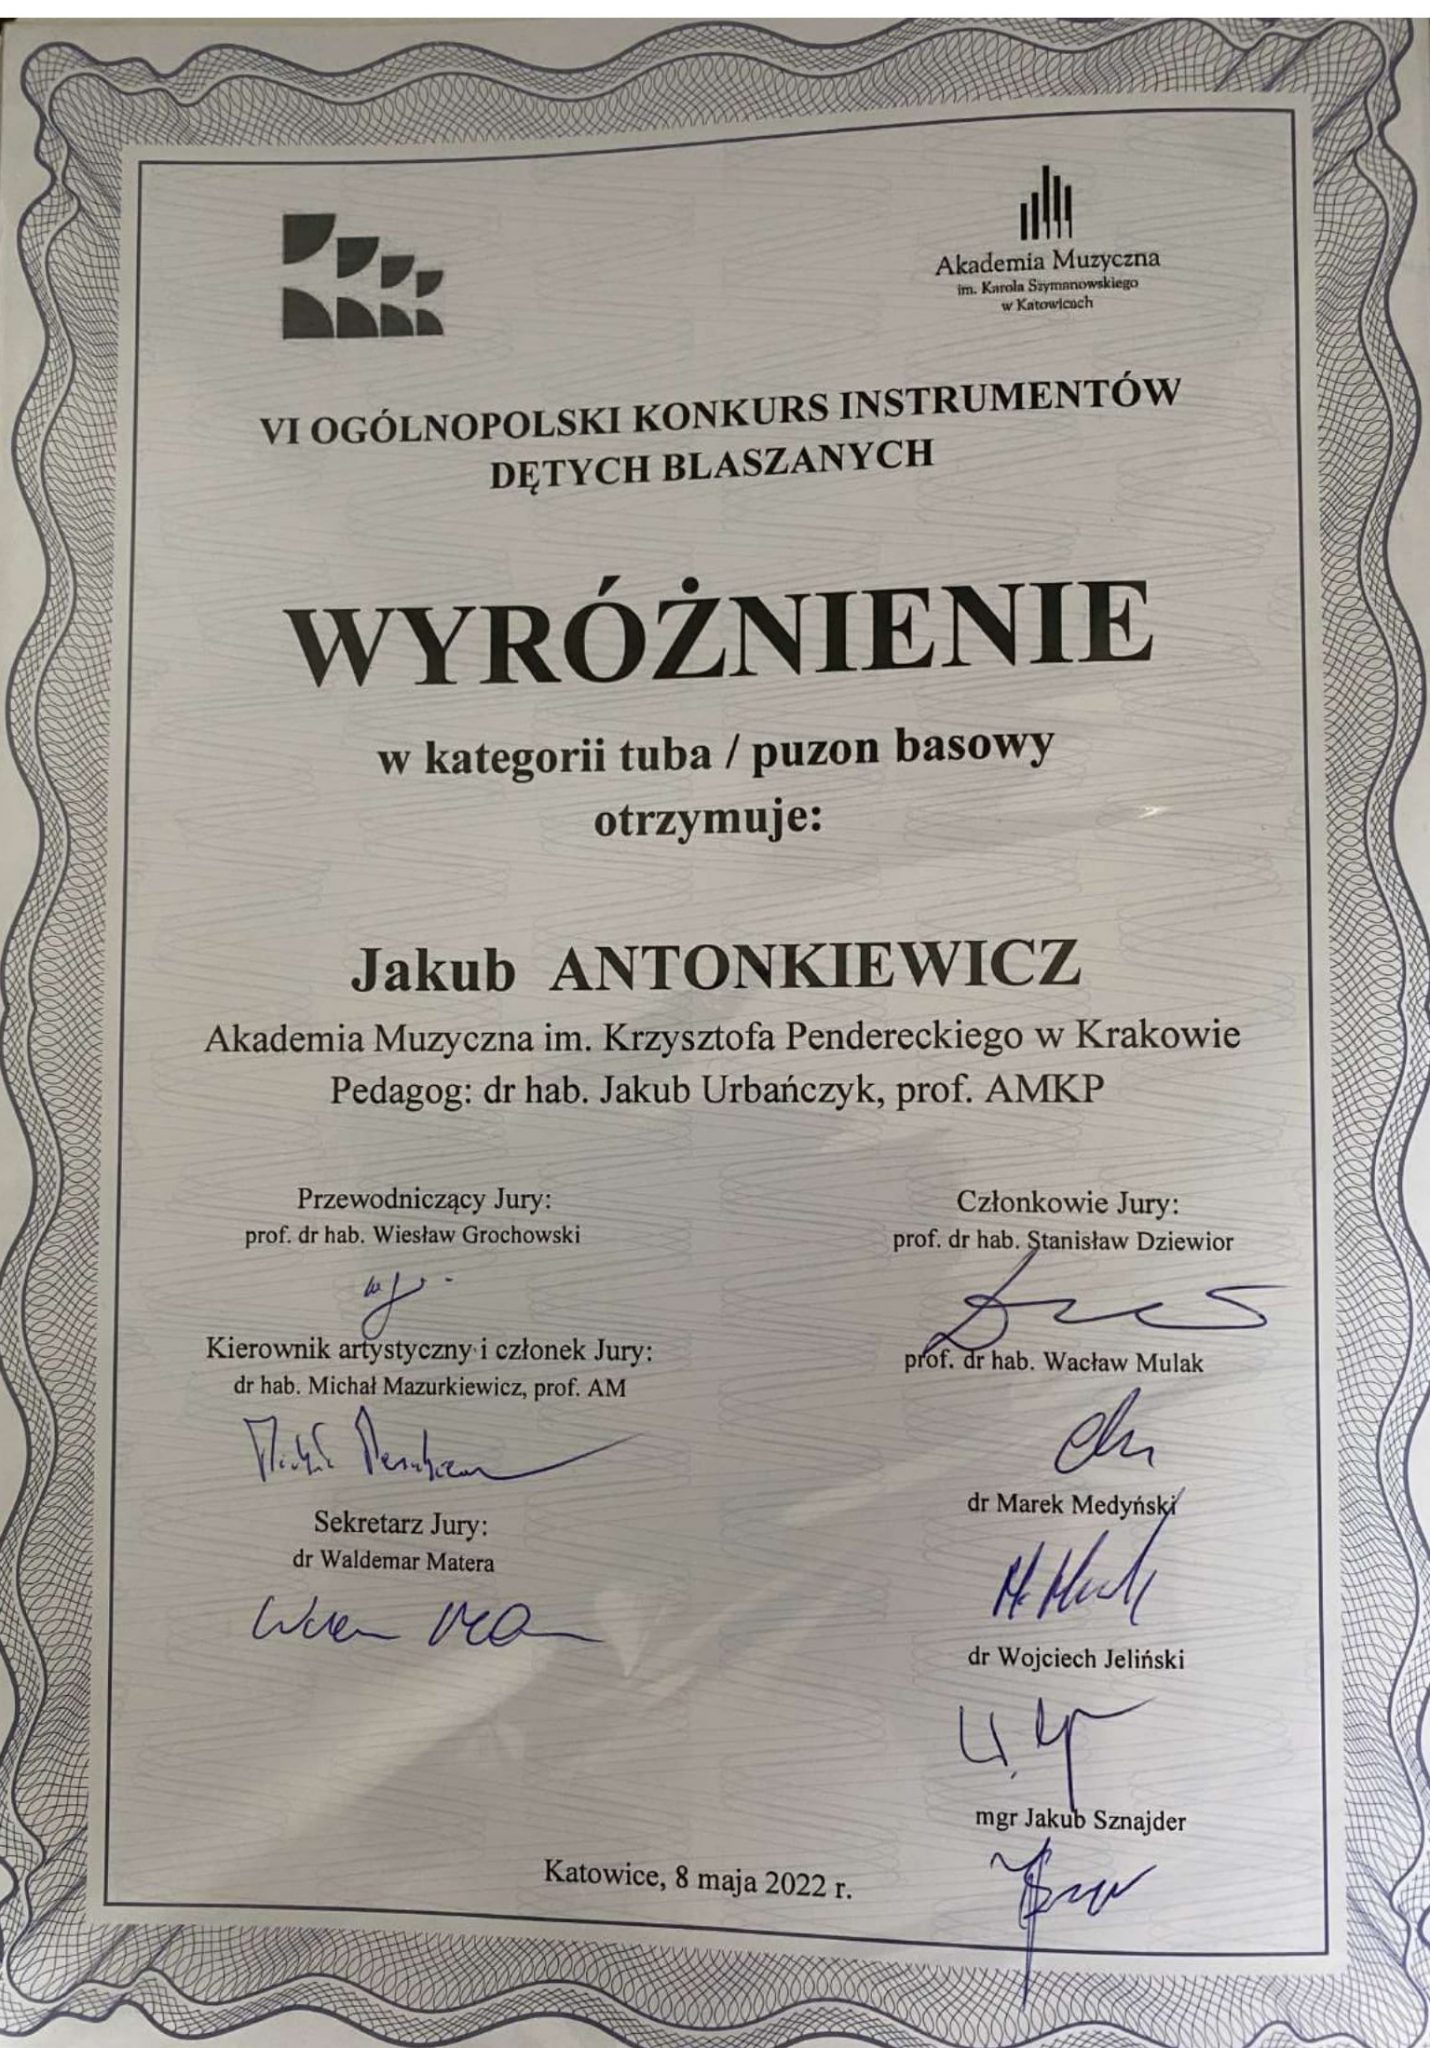 Akademia Muzyczna
im. Karola Szymanowskiego
w Katowicach
VI OGÓLNOPOLSKI KONKURS INSTRUMENTÓW
DĘTYCH BLASZANYCH
WYRÓŻNIENIE
w kategorii tuba / puzon basowy
otrzymuje:
Jakub ANTONKIEWICZ
Akademia Muzyczna im. Krzysztofa Pendereckiego w Krakowie
Pedagog: dr hab. Jakub Urbańczyk, prof. AMKP
Przewodniczący Jury:
prof. dr hab. Wiesław Grochowski
Kierownik artystyczny i członek Jury:
dr hab. Michał Mazurkiewicz, prof. AM
Sekretarz Jury:
dr Waldemar Matera
Członkowie Jury:
prof. dr hab. Stanisław Dziewior
prof. dr hab. Wacław Mulak
dr Marek Medyński
dr Wojciech Jeliński
mgr Jakub Sznajder
Katowice, 8 maja 2022 r.